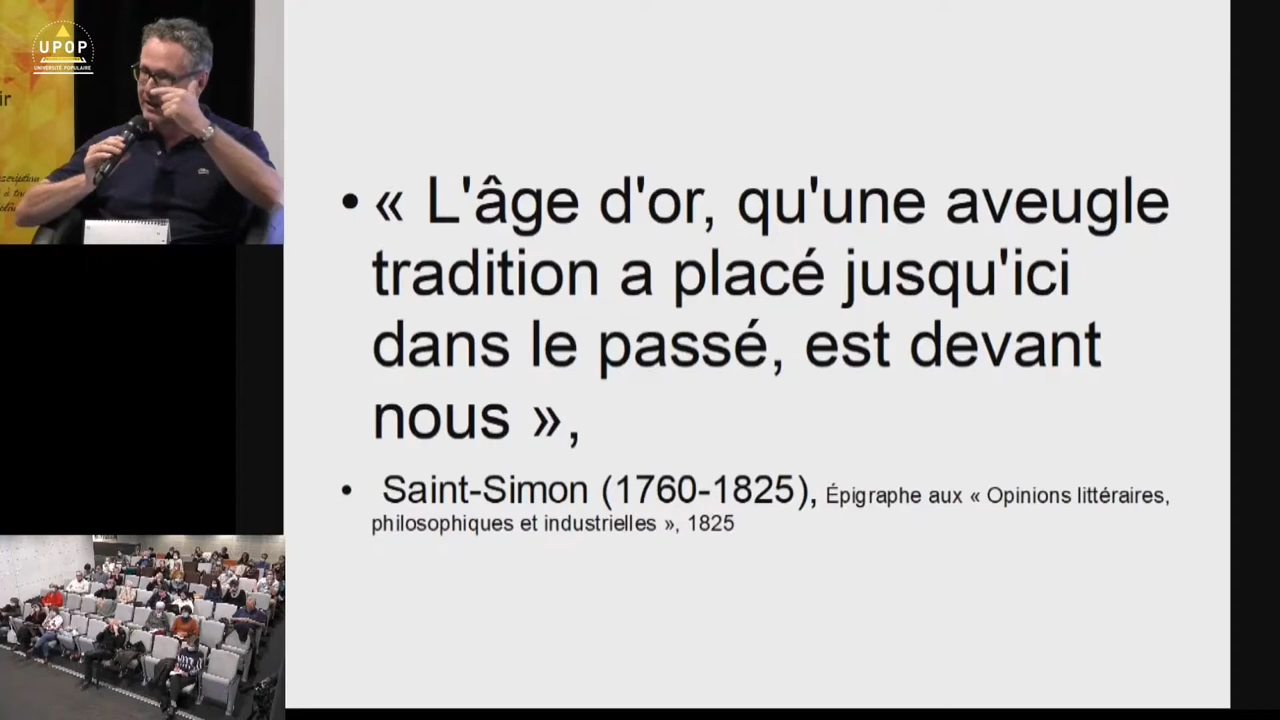 UPOP
UNIVERSITÉ POPULAIRE
ir
• « L'âge d'or, qu'une aveugle
tradition a placé jusqu'ici
dans le passé, est devant
nous »,
• Saint-Simon (1760-1825), Épigraphe aux « Opinions littéraires,
philosophiques et industrielles », 1825